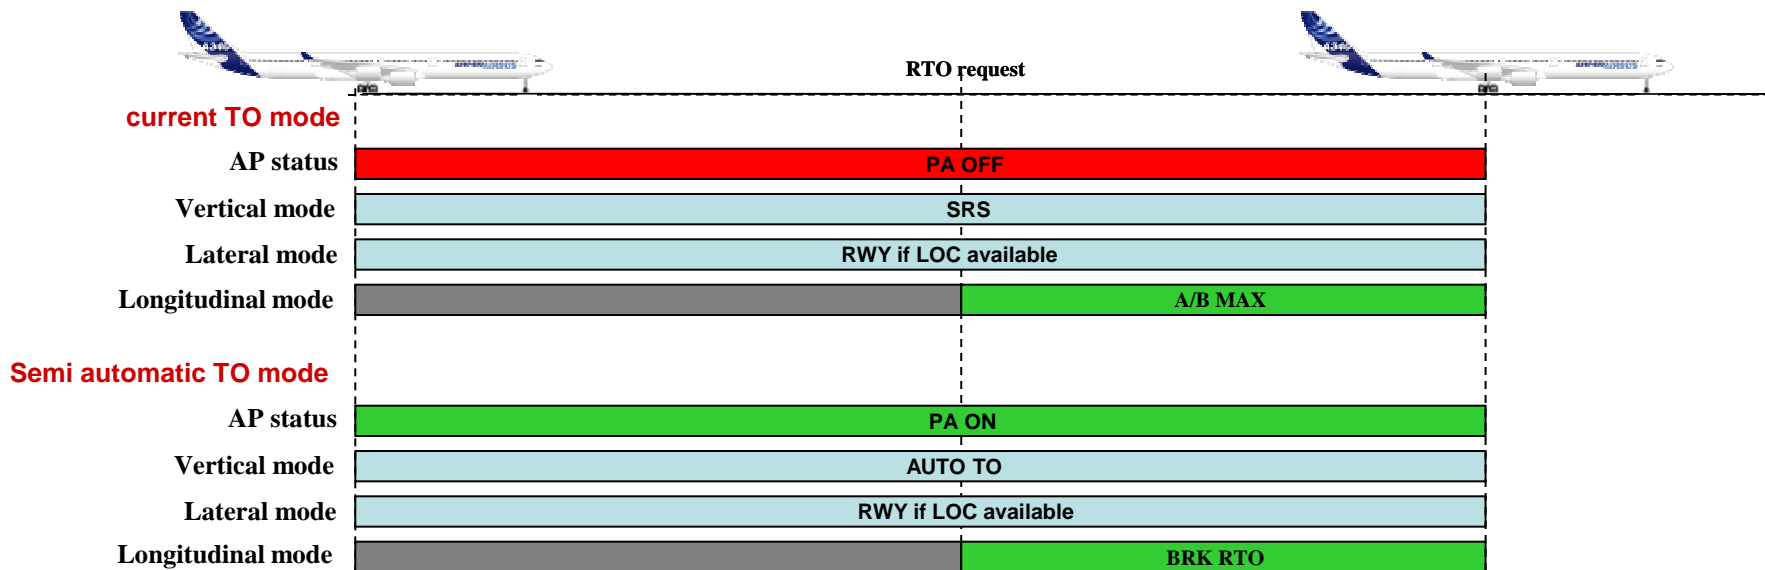 RTO request
current TO mode
AP status
PA OFF
Vertical mode
SRS
Lateral mode
RWY if LOC available
Longitudinal mode
A/B MAX
Semi automatic TO mode
AP status
PA ON
Vertical mode
AUTO TO
Lateral mode
RWY if LOC available
Longitudinal mode
BRK RTO